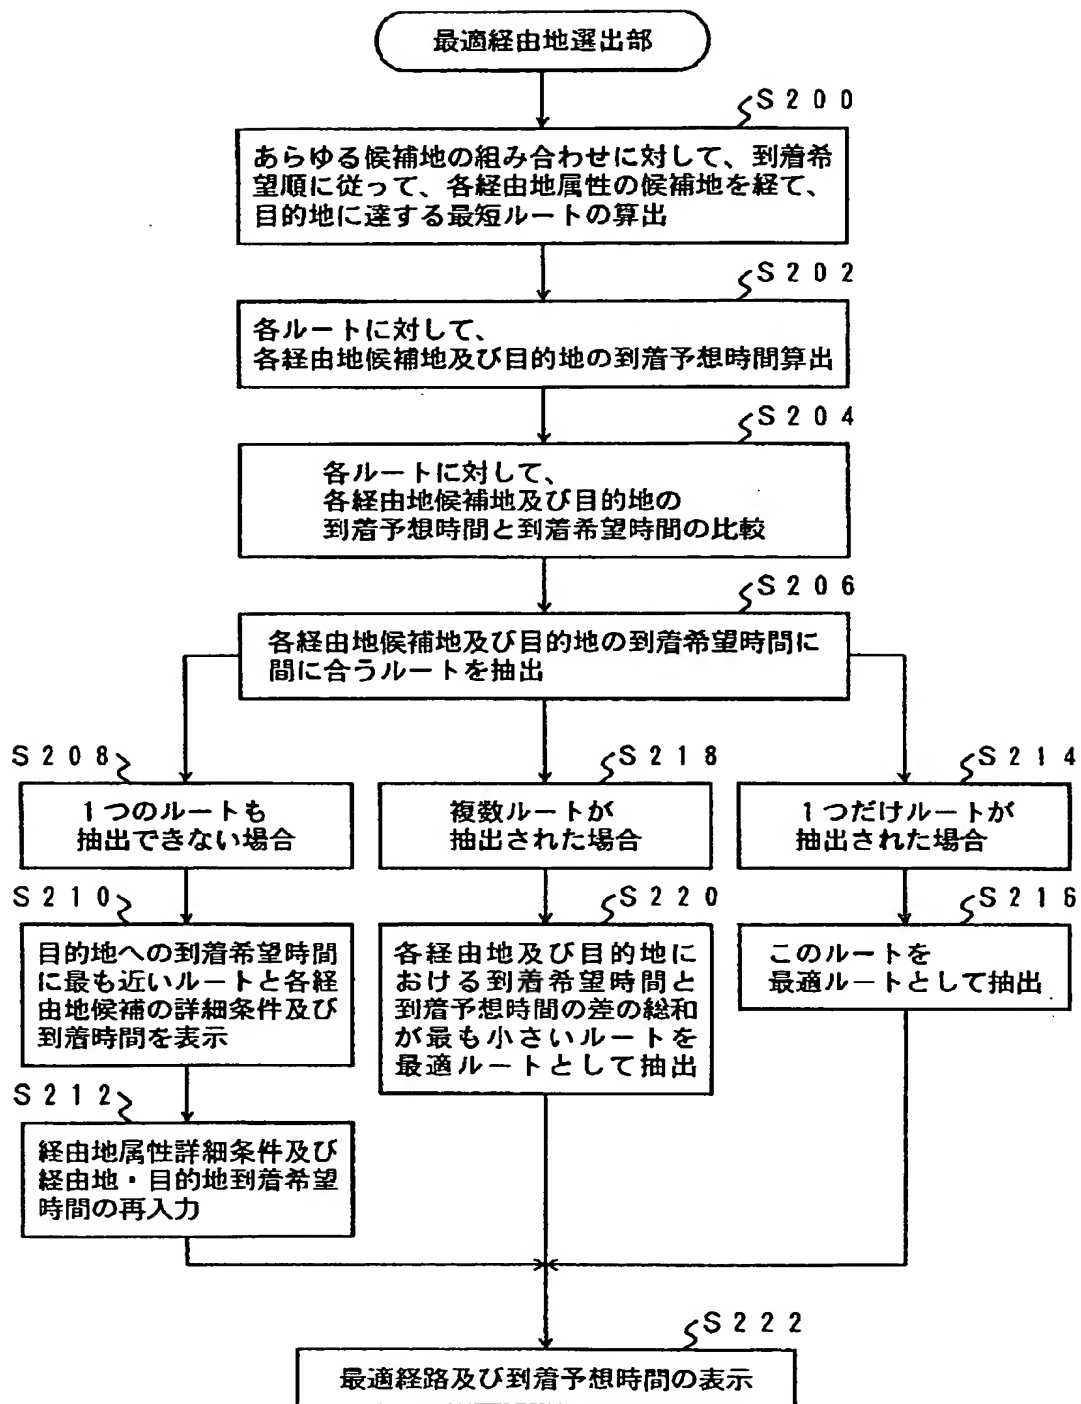 最適経由地選出部
S200
あらゆる候補地の組み合わせに対して、到着希
望順に従って、各経由地属性の候補地を経て、
目的地に達する最短ルートの算出
S202
各ルートに対して、
各経由地候補地及び目的地の到着予想時間算出
S204
各ルートに対して、
各経由地候補地及び目的地の
到着予想時間と到着希望時間の比較
S206
各経由地候補地及び目的地の到着希望時間に
間に合うルートを抽出
S208
1つのルートも
抽出できない場合
S218
複数ルートが
抽出された場合
S214
1つだけルートが
抽出された場合
S210
目的地への到着希望時間
に最も近いルートと各経
由地候補の詳細条件及び
到着時間を表示
S220
各経由地及び目的地に
おける到着希望時間と
到着予想時間の差の総和
が最も小さいルートを
最適ルートとして抽出
S216
このルートを
最適ルートとして抽出
S212
経由地属性詳細条件及び
経由地・目的地到着希望
時間の再入力
S222
最適経路及び到着予想時間の表示